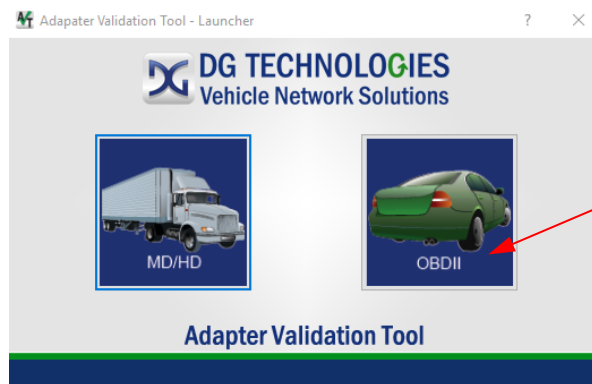 Adapater Validation Tool - Launcher
DG TECHNOLOGIES
Vehicle Network Solutions
MD/HD
OBDII
Adapter Validation Tool